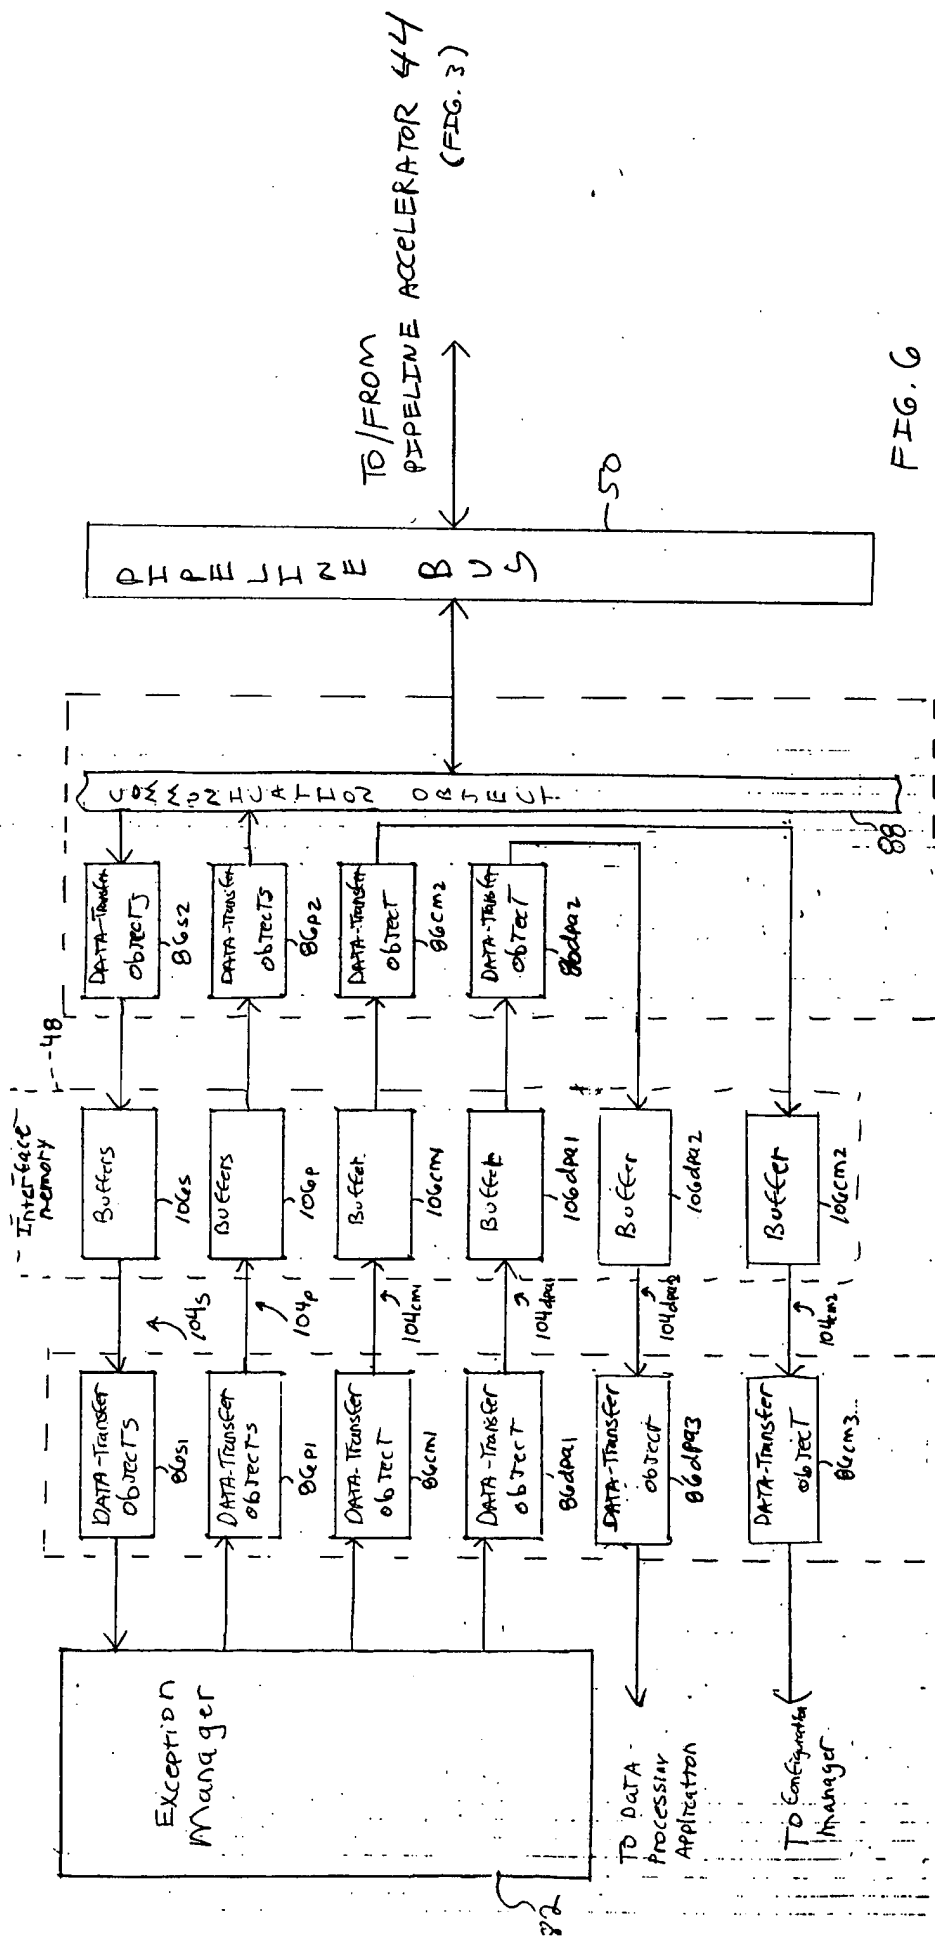 TO/FROM
PIPELINE ACCELERATOR 44
(FIG. 3)
PIPELINE BUS
50
COMMUNICATION OBJECT
88
DATA-Transfer
objects
86s2
DATA-Transfer
objects
86p2
DATA-Transfer
object
86cm2
DATA-Transfer
object
86dpa2
48
Interface
memory
Buffers
106s
Buffers
106p
Buffer
106cm1
Buffer
106dpa1
Buffer
106dpa2
Buffer
106cm2
104s
104p
104cm1
104dpa1
104dpa2
104cm2
DATA-Transfer
objects
86s1
DATA-Transfer
objects
86p1
DATA-Transfer
object
86cm1
DATA-Transfer
object
86dpa1
DATA-Transfer
object
86dpa3
DATA-Transfer
object
86cm3
Exception
Manager
82
TO DATA-
Processing
Application
TO Configuration
manager
FIG. 6